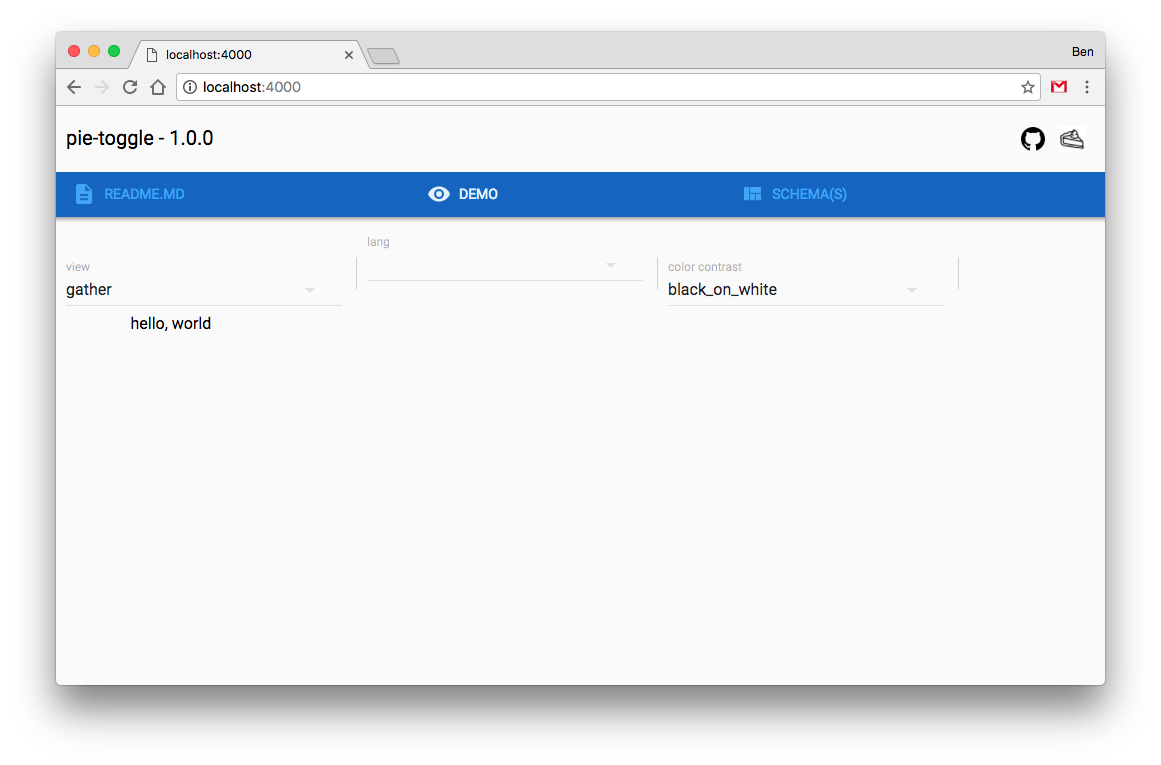 localhost:4000
Ben
localhost:4000
pie-toggle - 1.0.0
README.MD
DEMO
SCHEMA(S)
view
gather
lang
color contrast
black_on_white
hello, world